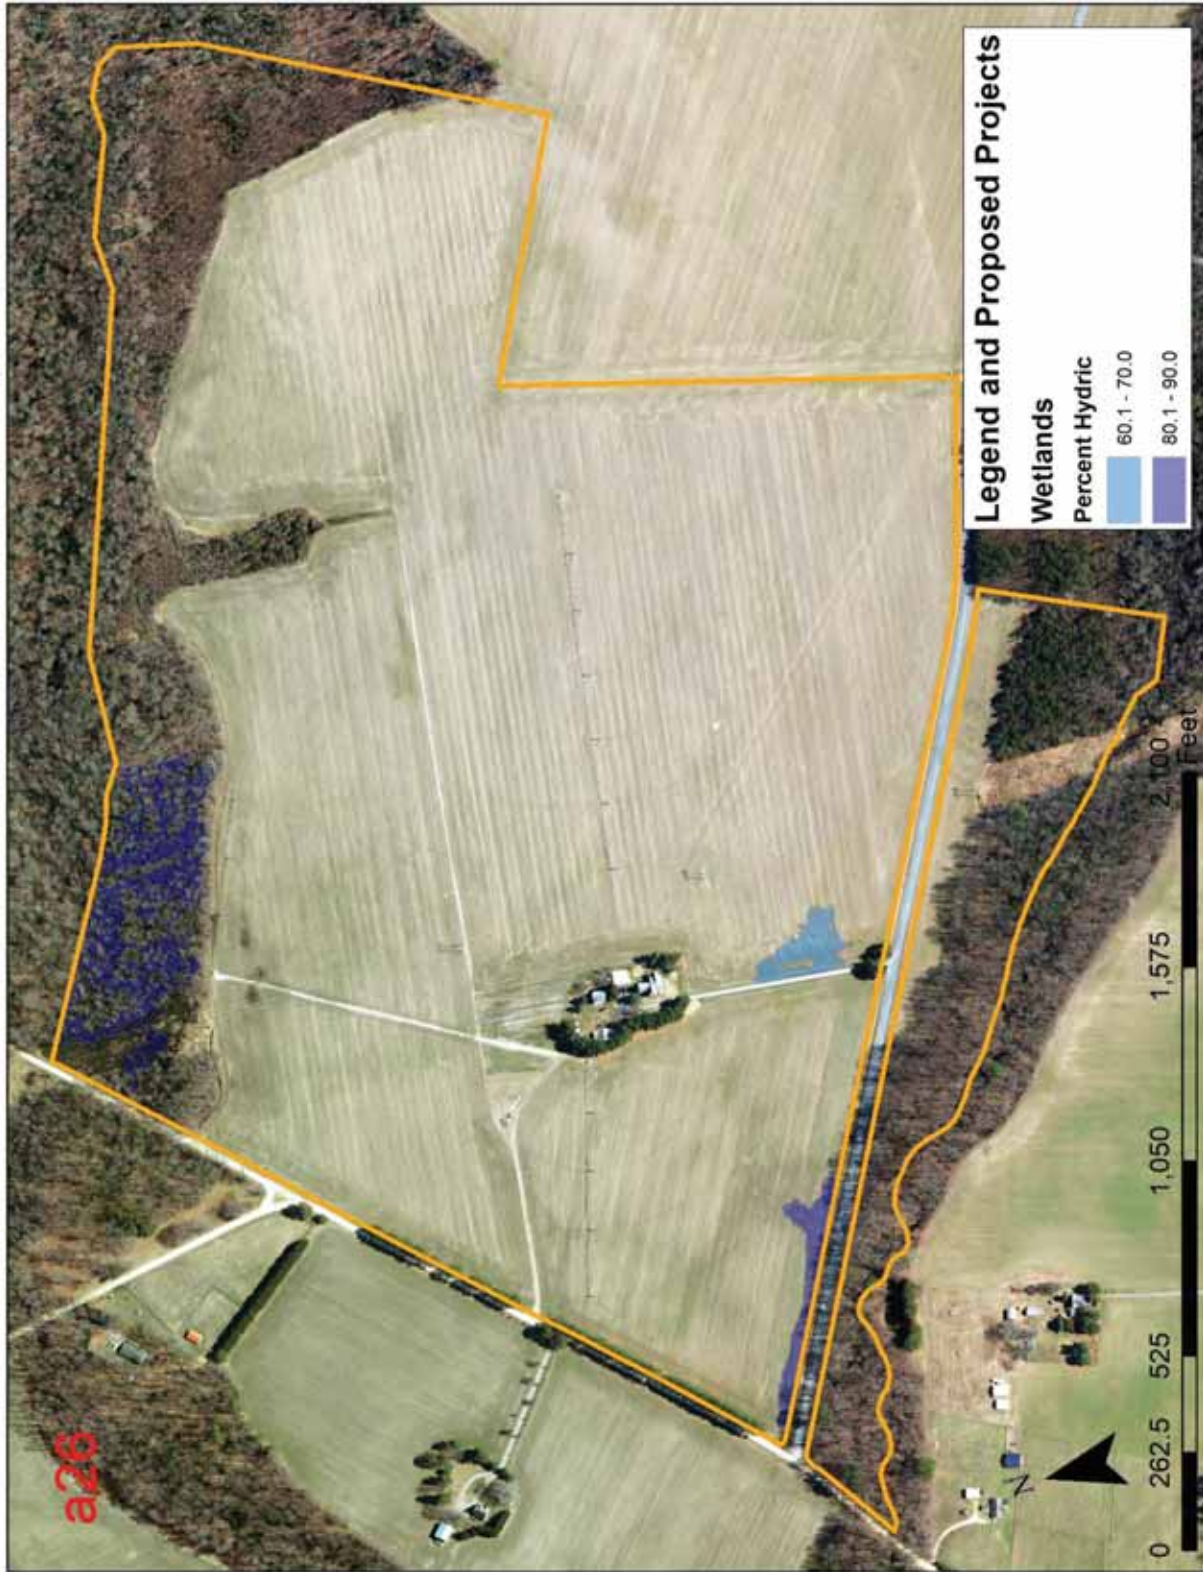 a26
Legend and Proposed Projects
Wetlands
Percent Hydric
60.1 - 70.0
80.1 - 90.0
N
0 262.5 525 1,050 1,575 2,100
Feet